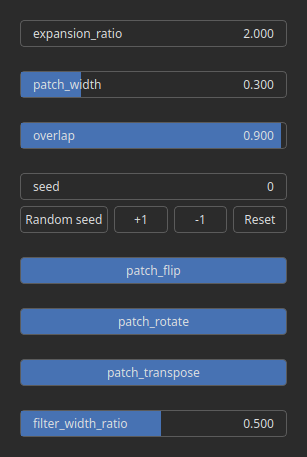 expansion_ratio 2.000
patch_width 0.300
overlap 0.900
seed 0
Random seed +1 -1 Reset
patch_flip
patch_rotate
patch_transpose
filter_width_ratio 0.500